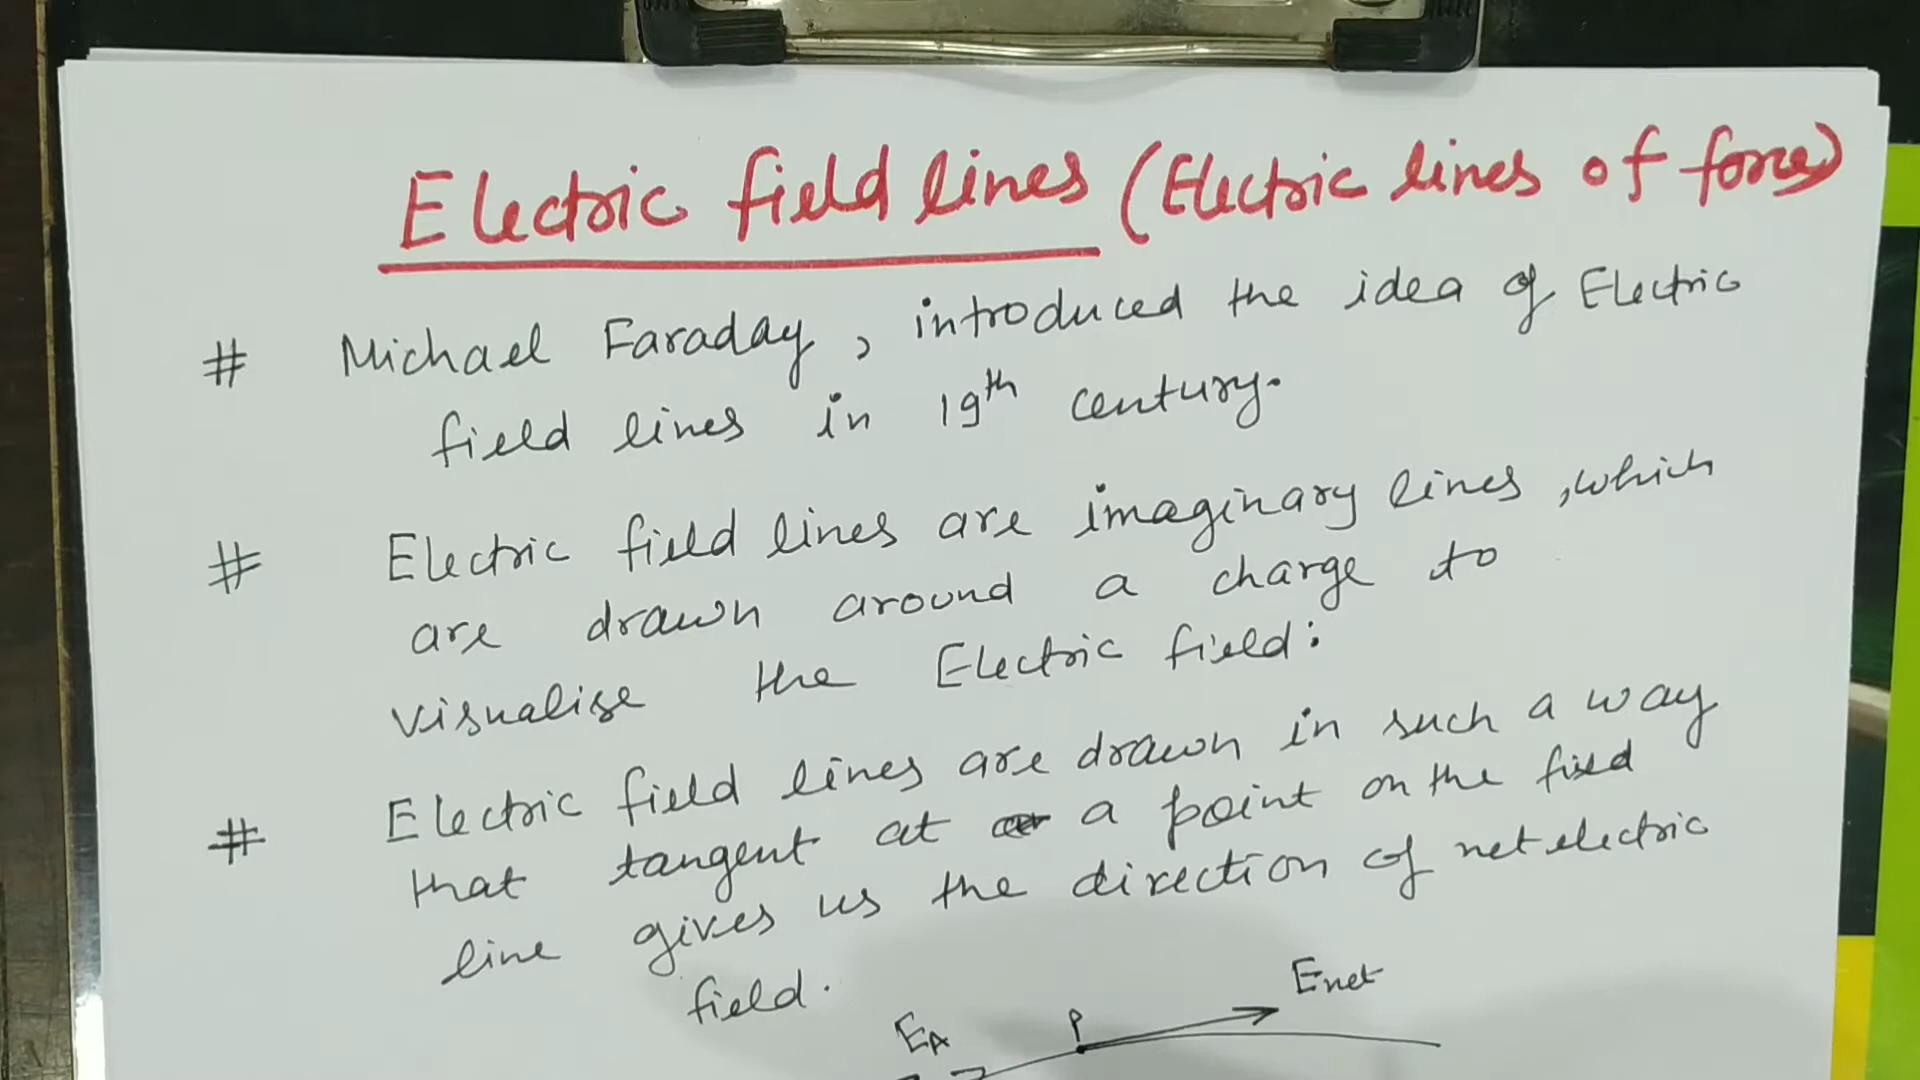 Electric field lines (Electric lines of force)
# Michael Faraday, introduced the idea of Electric
field lines in 19th century.
# Electric field lines are imaginary lines, which
are drawn around a charge to
visualise the Electric field:
# Electric field lines are drawn in such a way
that tangent at a point on the field
line gives us the direction of net electric
field.
Enet
P
EA